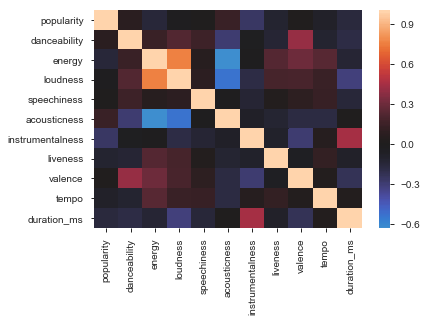 popularity
danceability
energy
loudness
speechiness
acousticness
instrumentalness
liveness
valence
tempo
duration_ms
popularity
danceability
energy
loudness
speechiness
acousticness
instrumentalness
liveness
valence
tempo
duration_ms
0.9
0.6
0.3
0.0
−0.3
−0.6